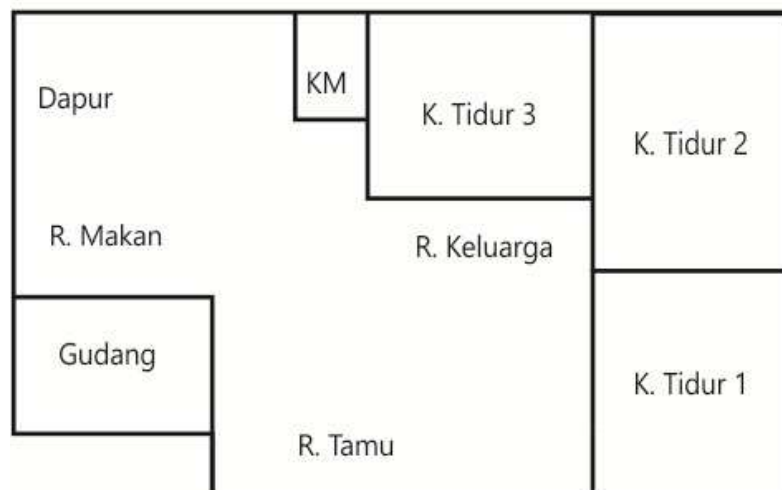 Dapur
KM
K. Tidur 3
K. Tidur 2
R. Makan
R. Keluarga
Gudang
K. Tidur 1
R. Tamu